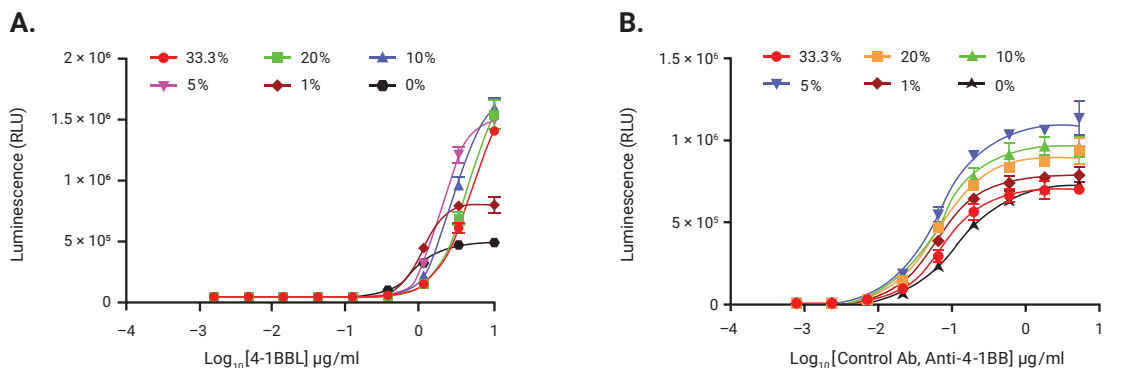 A.
33.3% 20% 10%
5% 1% 0%
2 × 10⁶
1.5 × 10⁶
1 × 10⁶
5 × 10⁵
0
Luminescence (RLU)
−4 −3 −2 −1 0 1
Log₁₀[4-1BBL] µg/ml
B.
33.3% 20% 10%
5% 1% 0%
1.5 × 10⁶
1 × 10⁶
5 × 10⁵
0
Luminescence (RLU)
−4 −3 −2 −1 0 1
Log₁₀[Control Ab, Anti-4-1BB] µg/ml